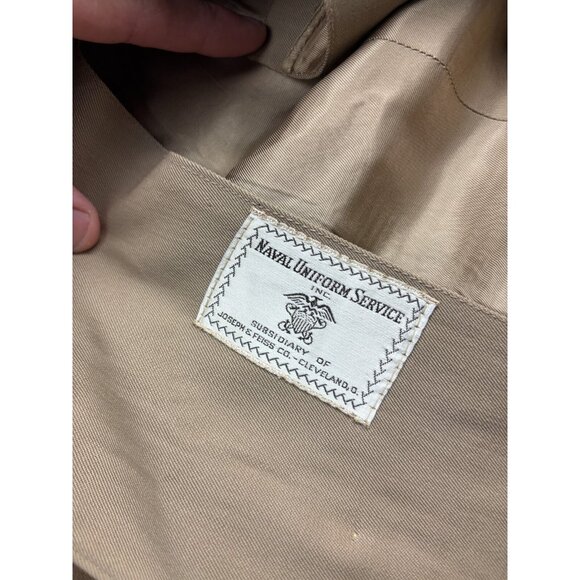 NAVAL UNIFORM SERVICE
INC.
SUBSIDIARY OF
JOSEPH & FEISS CO.–CLEVELAND, O.